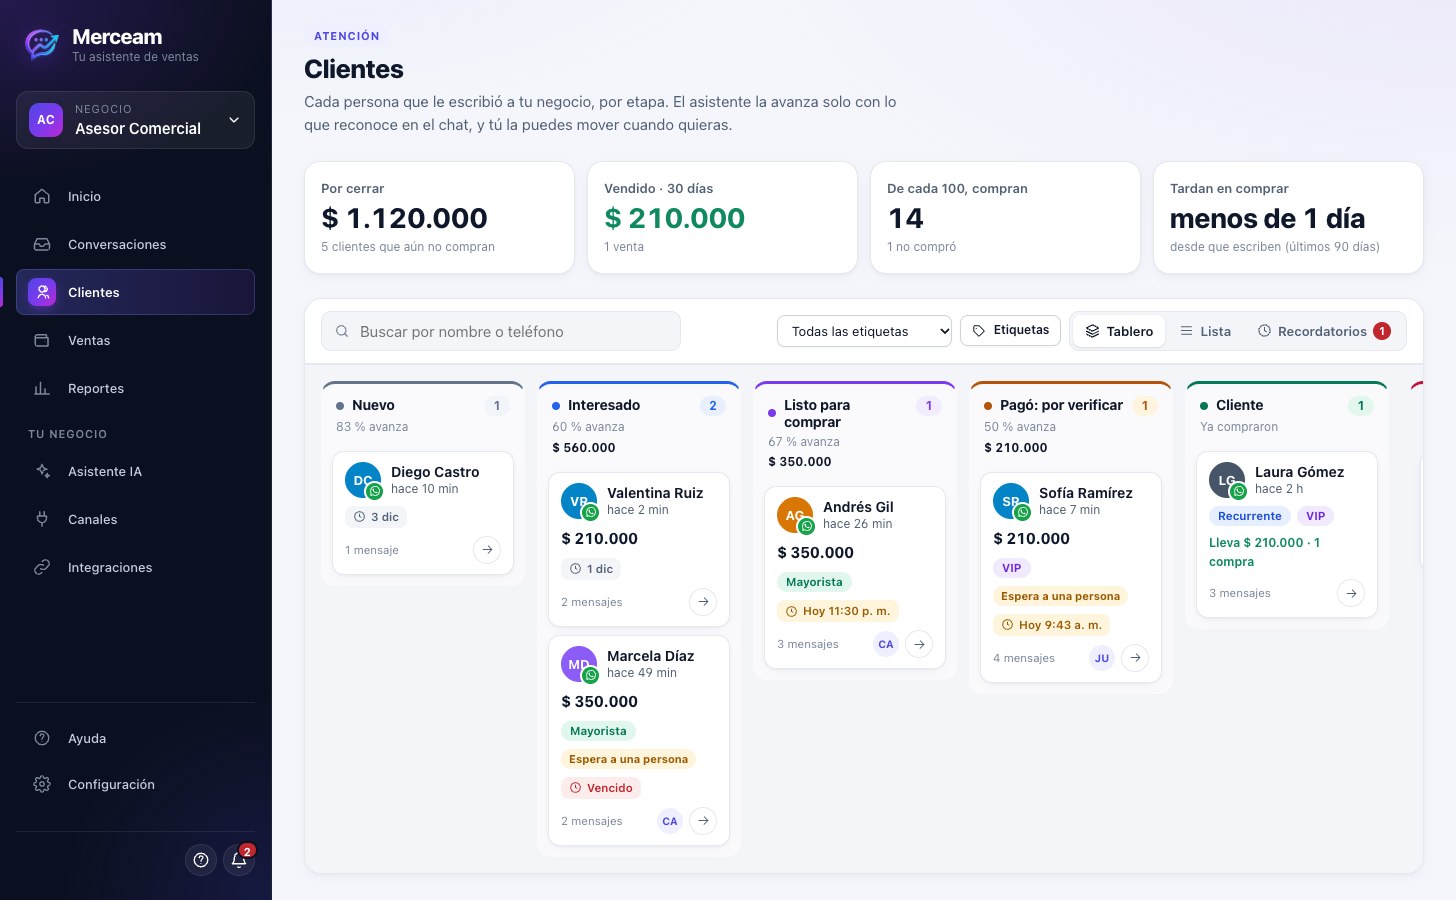 Merceam
Tu asistente de ventas
AC
NEGOCIO
Asesor Comercial
Inicio
Conversaciones
Clientes
Ventas
Reportes
TU NEGOCIO
Asistente IA
Canales
Integraciones
Ayuda
Configuración
2
ATENCIÓN
Clientes
Cada persona que le escribió a tu negocio, por etapa. El asistente la avanza solo con lo
que reconoce en el chat, y tú la puedes mover cuando quieras.
Por cerrar
$ 1.120.000
5 clientes que aún no compran
Vendido · 30 días
$ 210.000
1 venta
De cada 100, compran
14
1 no compró
Tardan en comprar
menos de 1 día
desde que escriben (últimos 90 días)
Buscar por nombre o teléfono
Todas las etiquetas
Etiquetas
Tablero
Lista
Recordatorios 1
Nuevo 1
83 % avanza
DC
Diego Castro
hace 10 min
3 dic
1 mensaje
Interesado 2
60 % avanza
$ 560.000
VR
Valentina Ruiz
hace 2 min
$ 210.000
1 dic
2 mensajes
MD
Marcela Díaz
hace 49 min
$ 350.000
Mayorista
Espera a una persona
Vencido
2 mensajes CA
Listo para
comprar
1
67 % avanza
$ 350.000
AG
Andrés Gil
hace 26 min
$ 350.000
Mayorista
Hoy 11:30 p. m.
3 mensajes CA
Pagó: por verificar 1
50 % avanza
$ 210.000
SR
Sofía Ramírez
hace 7 min
$ 210.000
VIP
Espera a una persona
Hoy 9:43 a. m.
4 mensajes JU
Cliente 1
Ya compraron
LG
Laura Gómez
hace 2 h
Recurrente VIP
Lleva $ 210.000 · 1
compra
3 mensajes